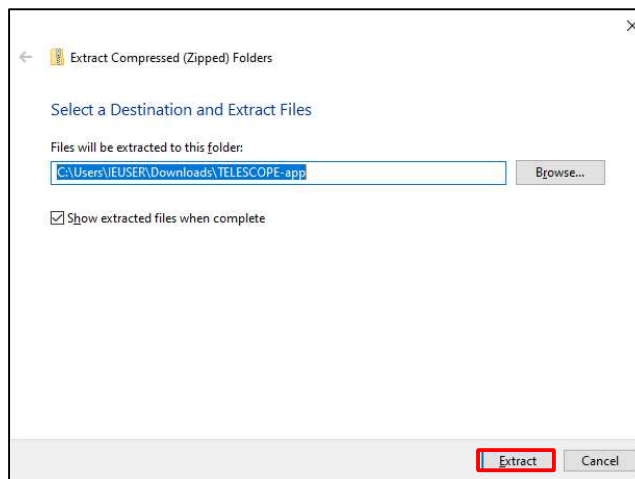 Extract Compressed (Zipped) Folders
Select a Destination and Extract Files
Files will be extracted to this folder:
C:\Users\IEUSER\Downloads\TELESCOPE-app
Browse...
Show extracted files when complete
Extract
Cancel